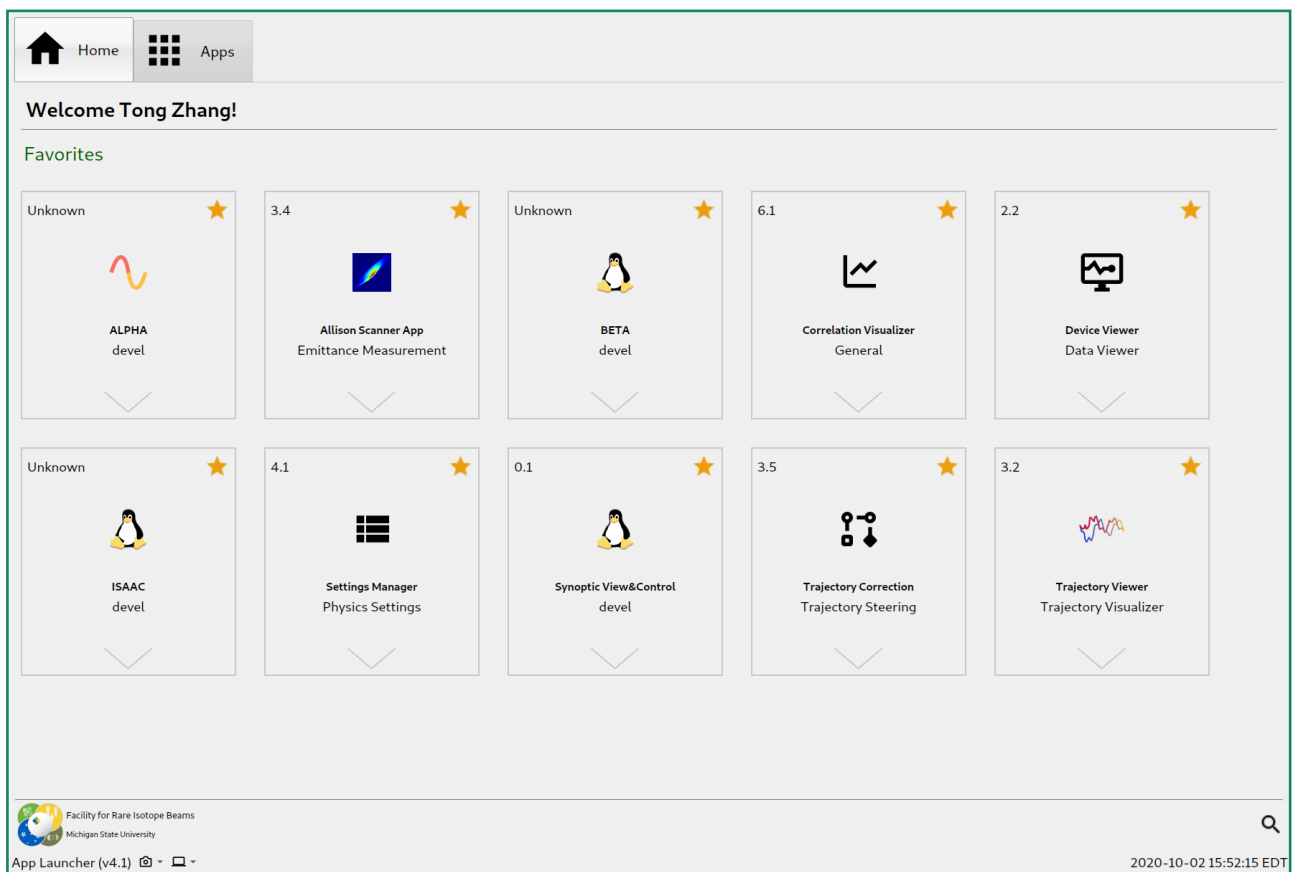 Home
Apps
Welcome Tong Zhang!
Favorites
Unknown
ALPHA
devel
3.4
Allison Scanner App
Emittance Measurement
Unknown
BETA
devel
6.1
Correlation Visualizer
General
2.2
Device Viewer
Data Viewer
Unknown
ISAAC
devel
4.1
Settings Manager
Physics Settings
0.1
Synoptic View&Control
devel
3.5
Trajectory Correction
Trajectory Steering
3.2
Trajectory Viewer
Trajectory Visualizer
Facility for Rare Isotope Beams
Michigan State University
App Launcher (v4.1)
2020-10-02 15:52:15 EDT